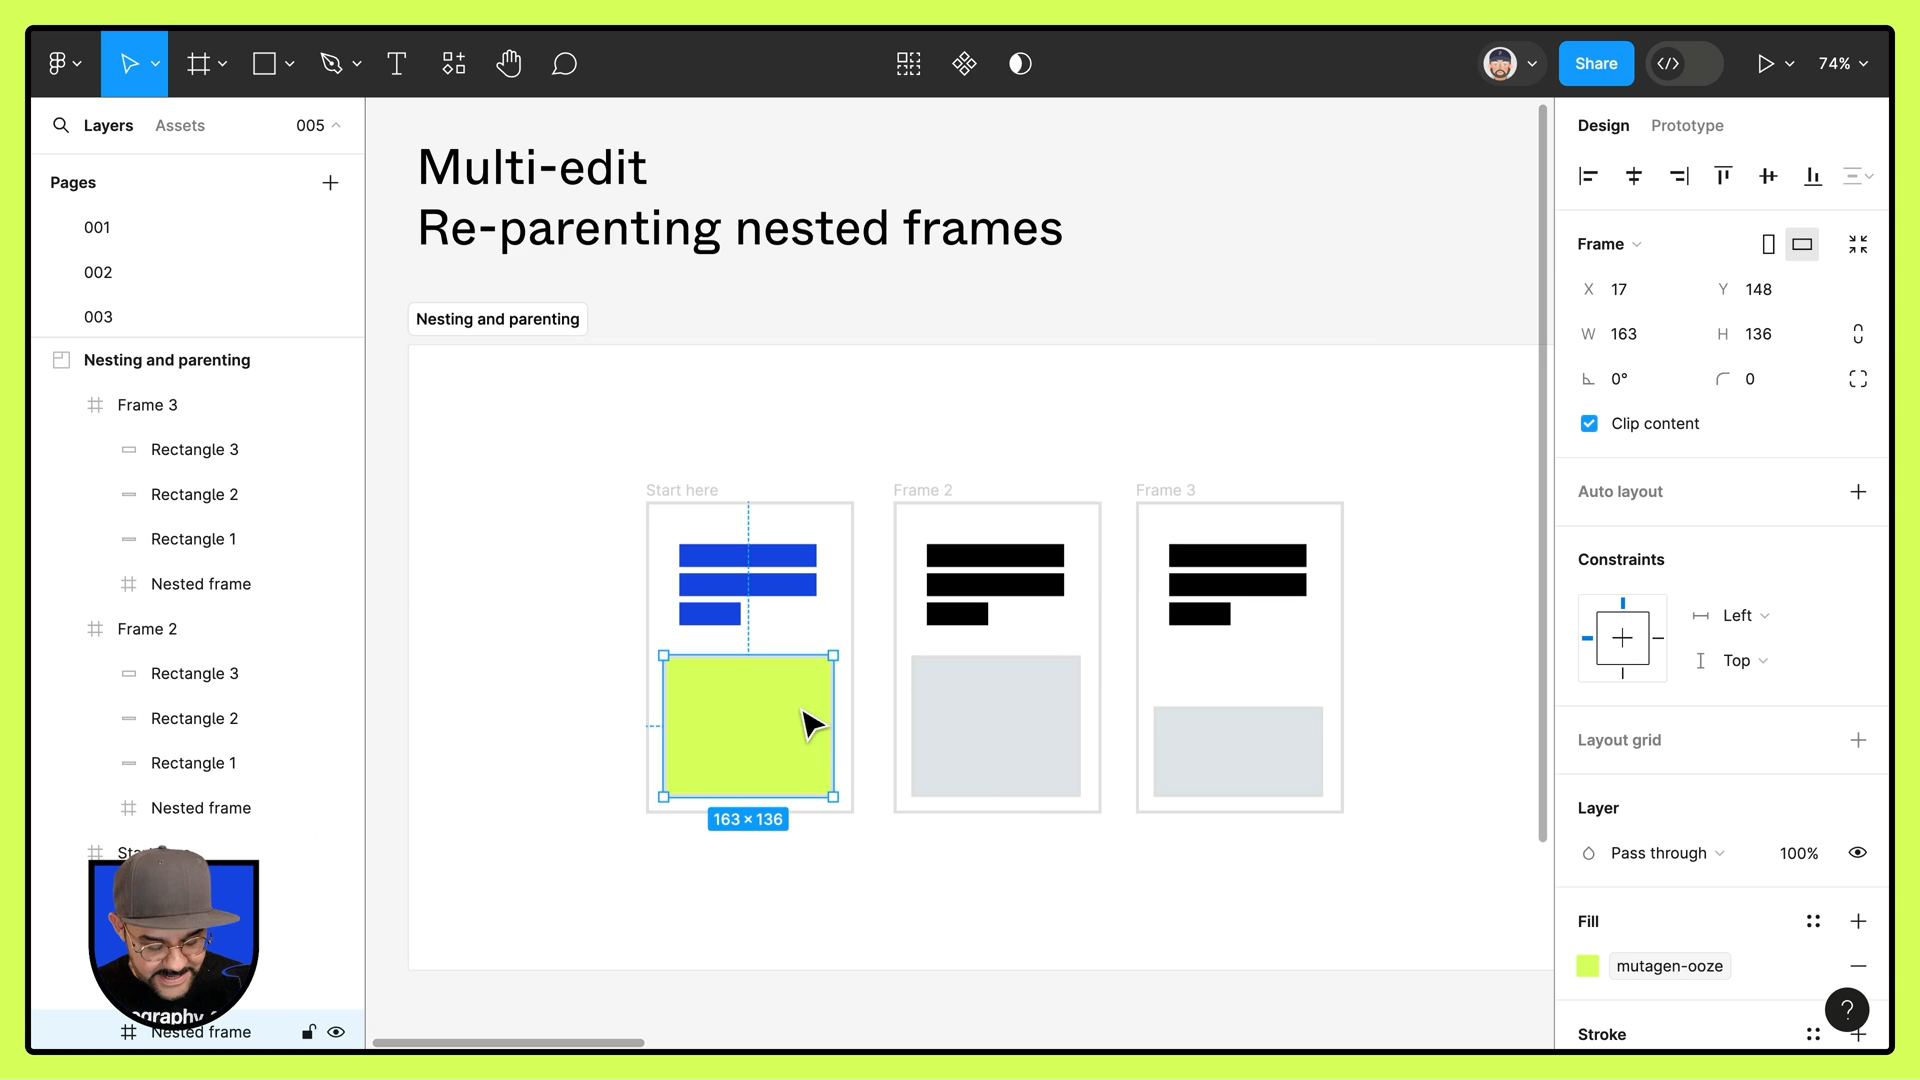 Share
74%
Layers
Assets
005
Design
Prototype
Pages
001
002
003
Multi-edit
Re-parenting nested frames
Nesting and parenting
Nesting and parenting
Frame 3
Rectangle 3
Rectangle 2
Rectangle 1
Nested frame
Frame 2
Rectangle 3
Rectangle 2
Rectangle 1
Nested frame
Nested frame
Start here
Frame 2
Frame 3
163 × 136
Frame
X 17
Y 148
W 163
H 136
0°
0
Clip content
Auto layout
Constraints
Left
Top
Layout grid
Layer
Pass through
100%
Fill
mutagen-ooze
?
Stroke